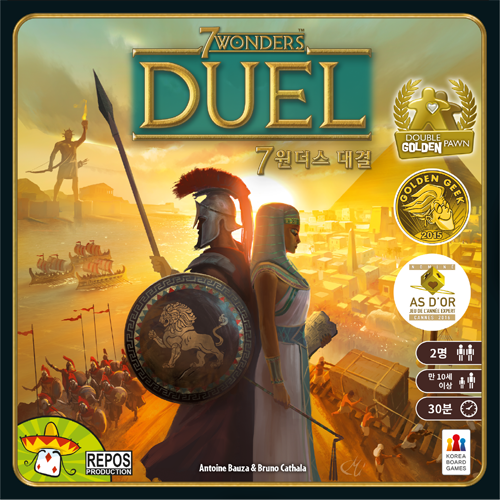 7 WONDERS™
DUEL
7 원더스 대결
DOUBLE
GOLDEN PAWN
GOLDEN GEEK
2015
AS D'OR
JEU DE L'ANNÉE EXPERT
2명
만 10세
이상
30분
REPOS
PRODUCTION
Antoine Bauza & Bruno Cathala
KOREA
BOARD
GAMES